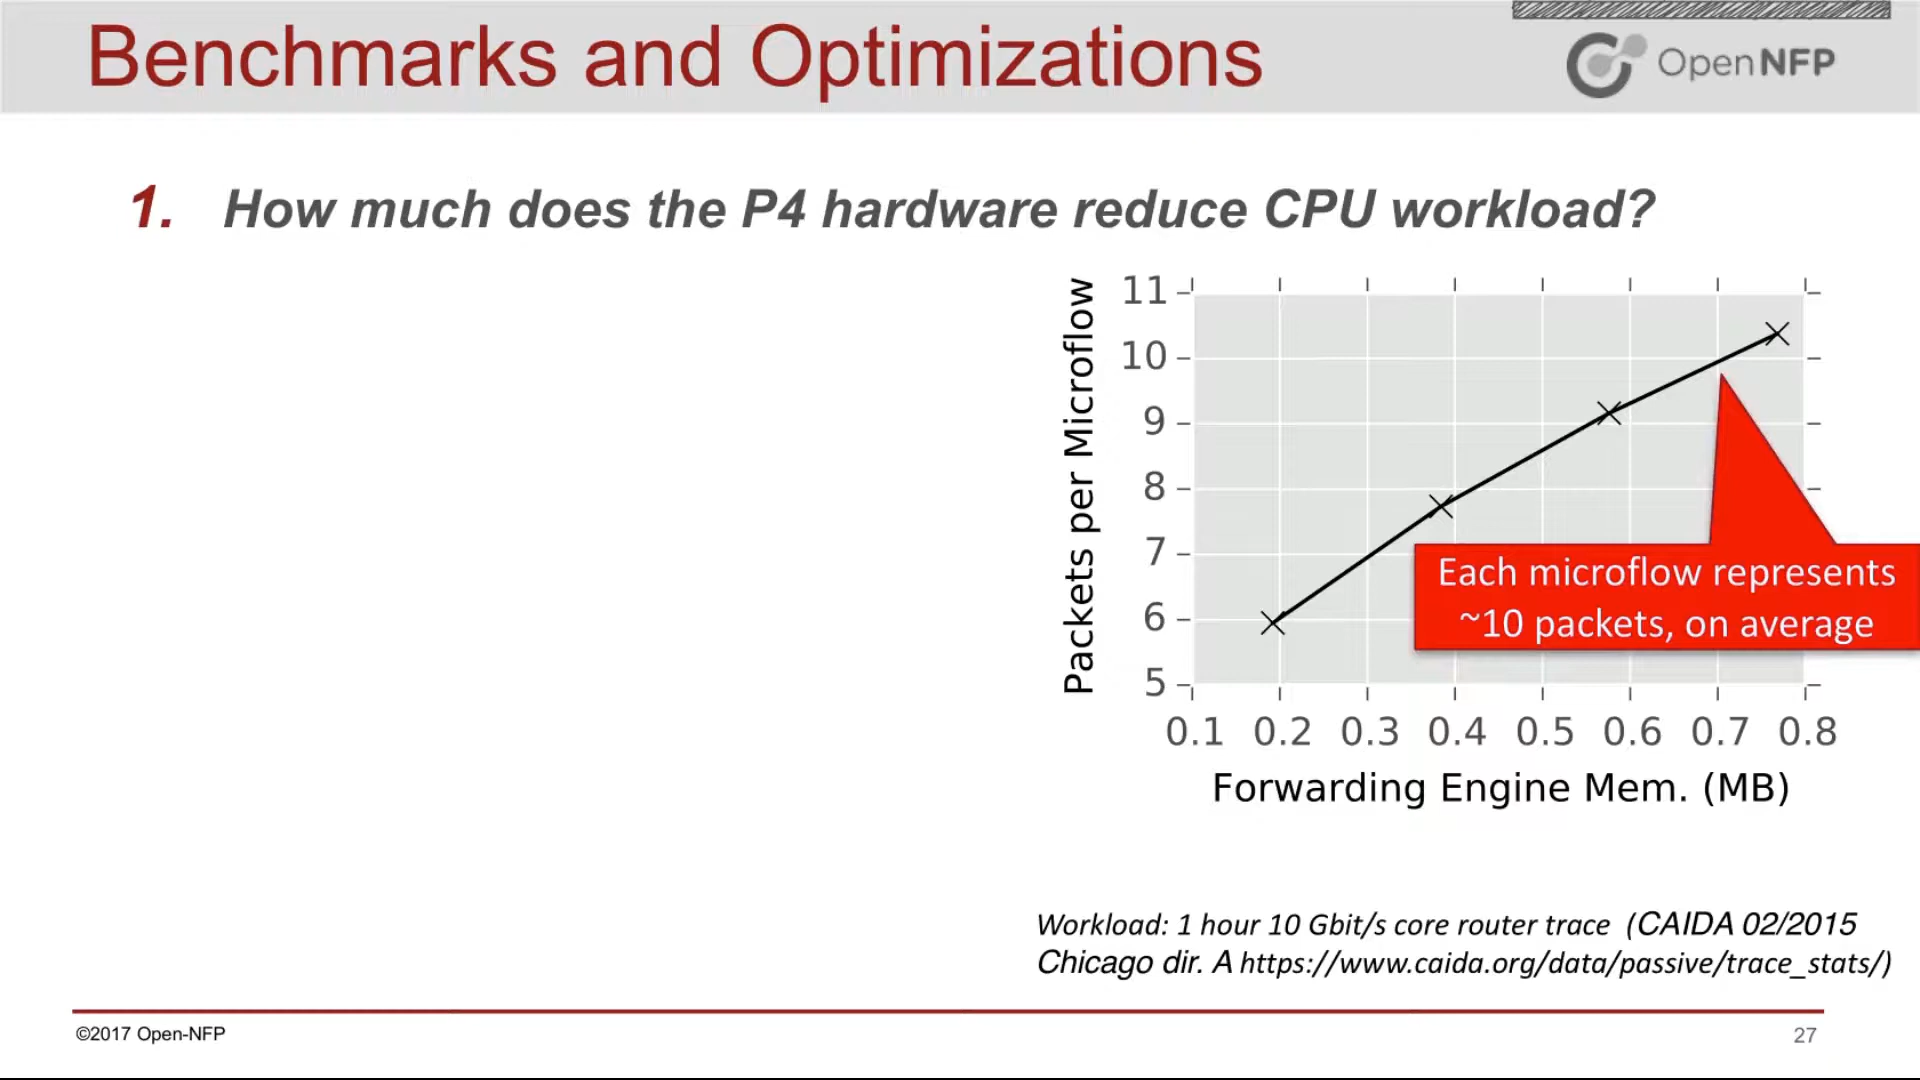 Benchmarks and Optimizations
OpenNFP
1. How much does the P4 hardware reduce CPU workload?
Packets per Microflow
11
10
9
8
7
6
5
Each microflow represents
~10 packets, on average
0.1 0.2 0.3 0.4 0.5 0.6 0.7 0.8
Forwarding Engine Mem. (MB)
Workload: 1 hour 10 Gbit/s core router trace (CAIDA 02/2015
Chicago dir. A https://www.caida.org/data/passive/trace_stats/)
©2017 Open-NFP
27